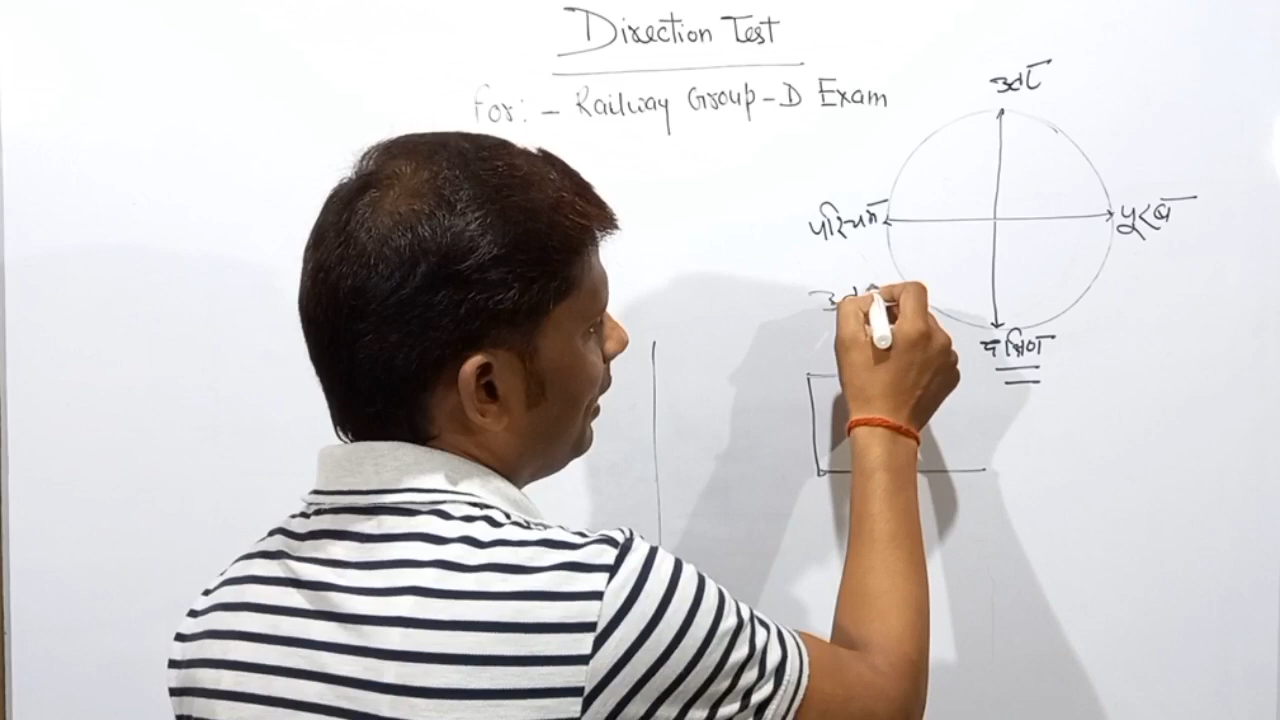 Direction Test
For: - Railway Group-D Exam
उत्तर
पश्चिम
पूरब
दक्षिण